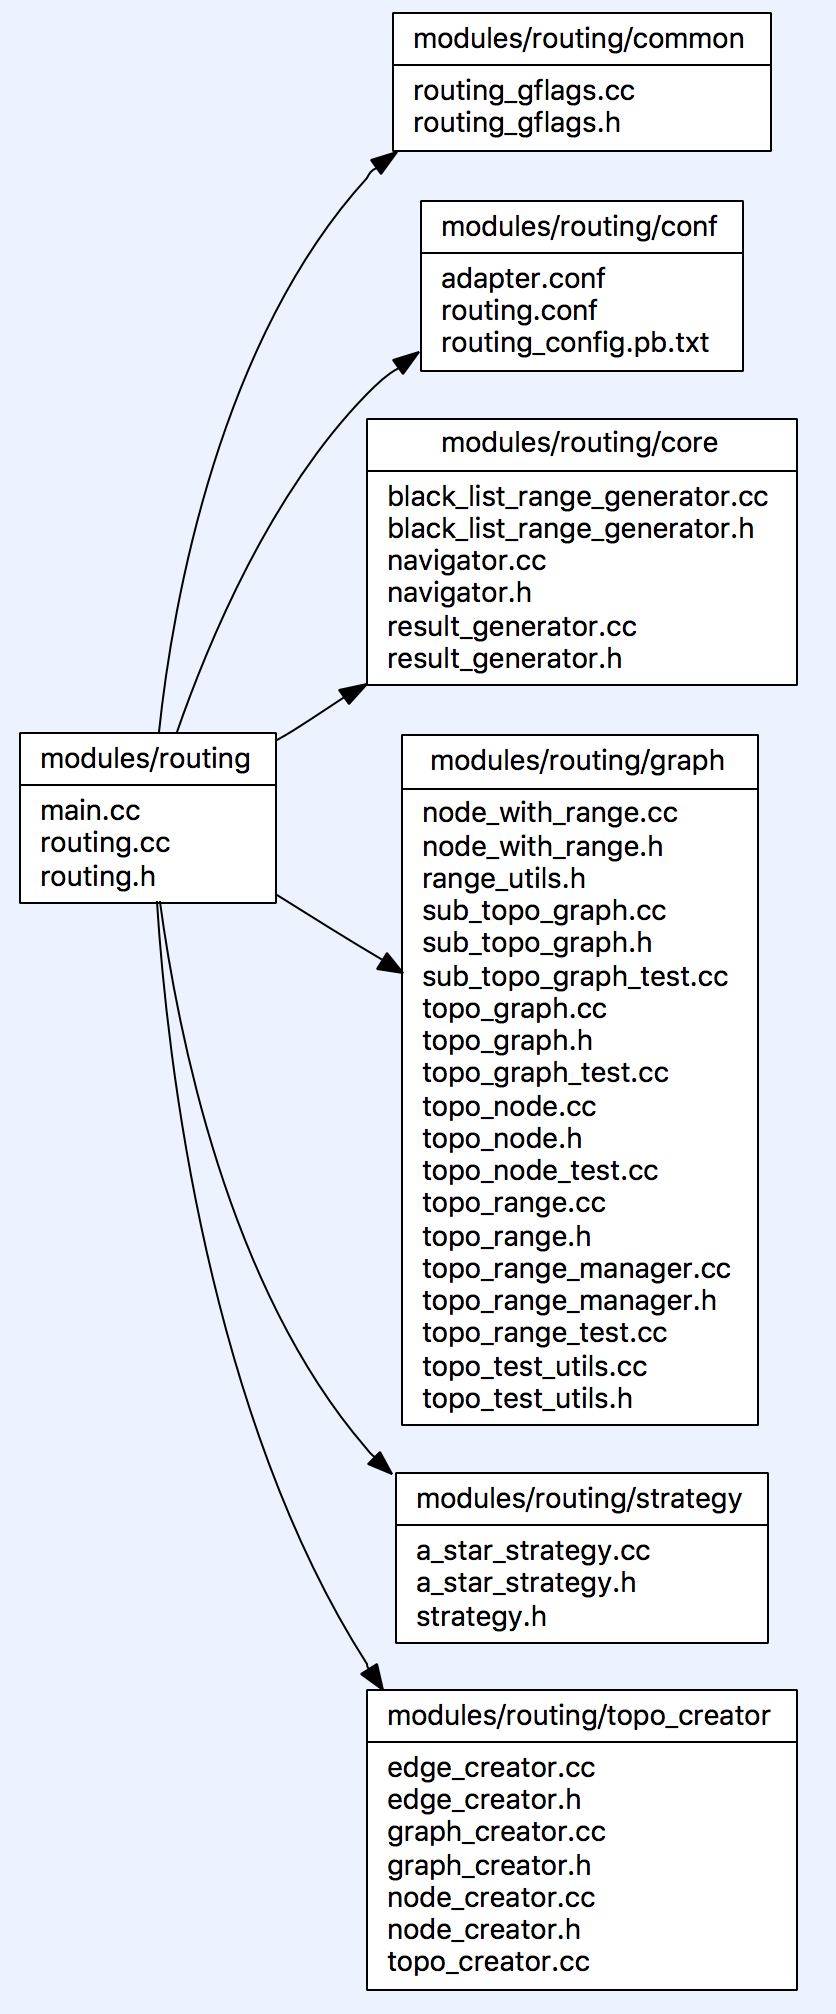 modules/routing/common
routing_gflags.cc
routing_gflags.h
modules/routing/conf
adapter.conf
routing.conf
routing_config.pb.txt
modules/routing/core
black_list_range_generator.cc
black_list_range_generator.h
navigator.cc
navigator.h
result_generator.cc
result_generator.h
modules/routing
main.cc
routing.cc
routing.h
modules/routing/graph
node_with_range.cc
node_with_range.h
range_utils.h
sub_topo_graph.cc
sub_topo_graph.h
sub_topo_graph_test.cc
topo_graph.cc
topo_graph.h
topo_graph_test.cc
topo_node.cc
topo_node.h
topo_node_test.cc
topo_range.cc
topo_range.h
topo_range_manager.cc
topo_range_manager.h
topo_range_test.cc
topo_test_utils.cc
topo_test_utils.h
modules/routing/strategy
a_star_strategy.cc
a_star_strategy.h
strategy.h
modules/routing/topo_creator
edge_creator.cc
edge_creator.h
graph_creator.cc
graph_creator.h
node_creator.cc
node_creator.h
topo_creator.cc